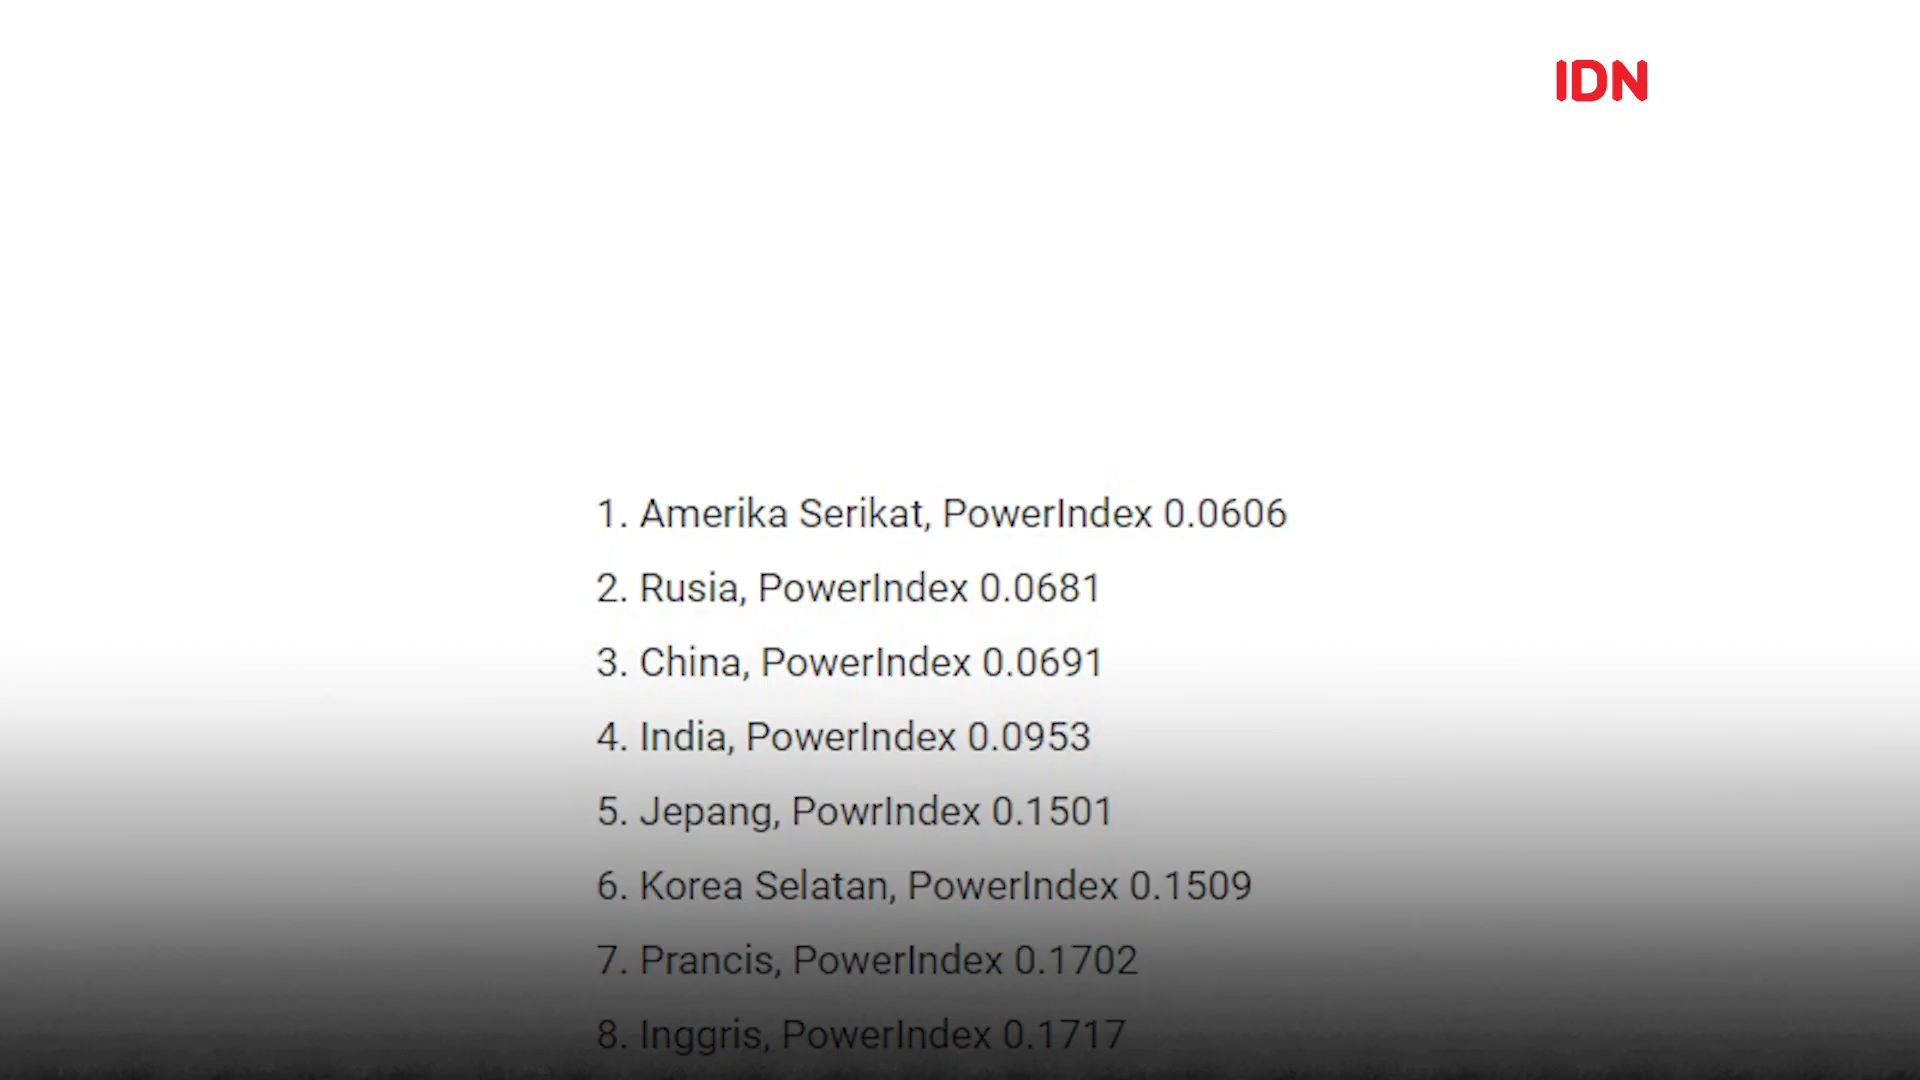 IDN
1. Amerika Serikat, PowerIndex 0.0606
2. Rusia, PowerIndex 0.0681
3. China, PowerIndex 0.0691
4. India, PowerIndex 0.0953
5. Jepang, PowrIndex 0.1501
6. Korea Selatan, PowerIndex 0.1509
7. Prancis, PowerIndex 0.1702
8. Inggris, PowerIndex 0.1717